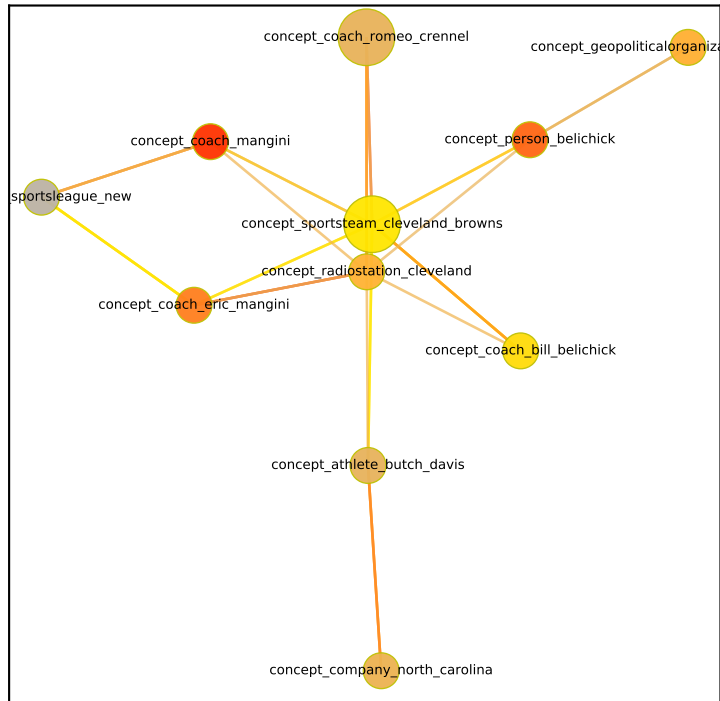 concept_coach_romeo_crennel
concept_geopoliticalorganiza
concept_coach_mangini
concept_person_belichick
sportsleague_new
concept_sportsteam_cleveland_browns
concept_radiostation_cleveland
concept_coach_eric_mangini
concept_coach_bill_belichick
concept_athlete_butch_davis
concept_company_north_carolina